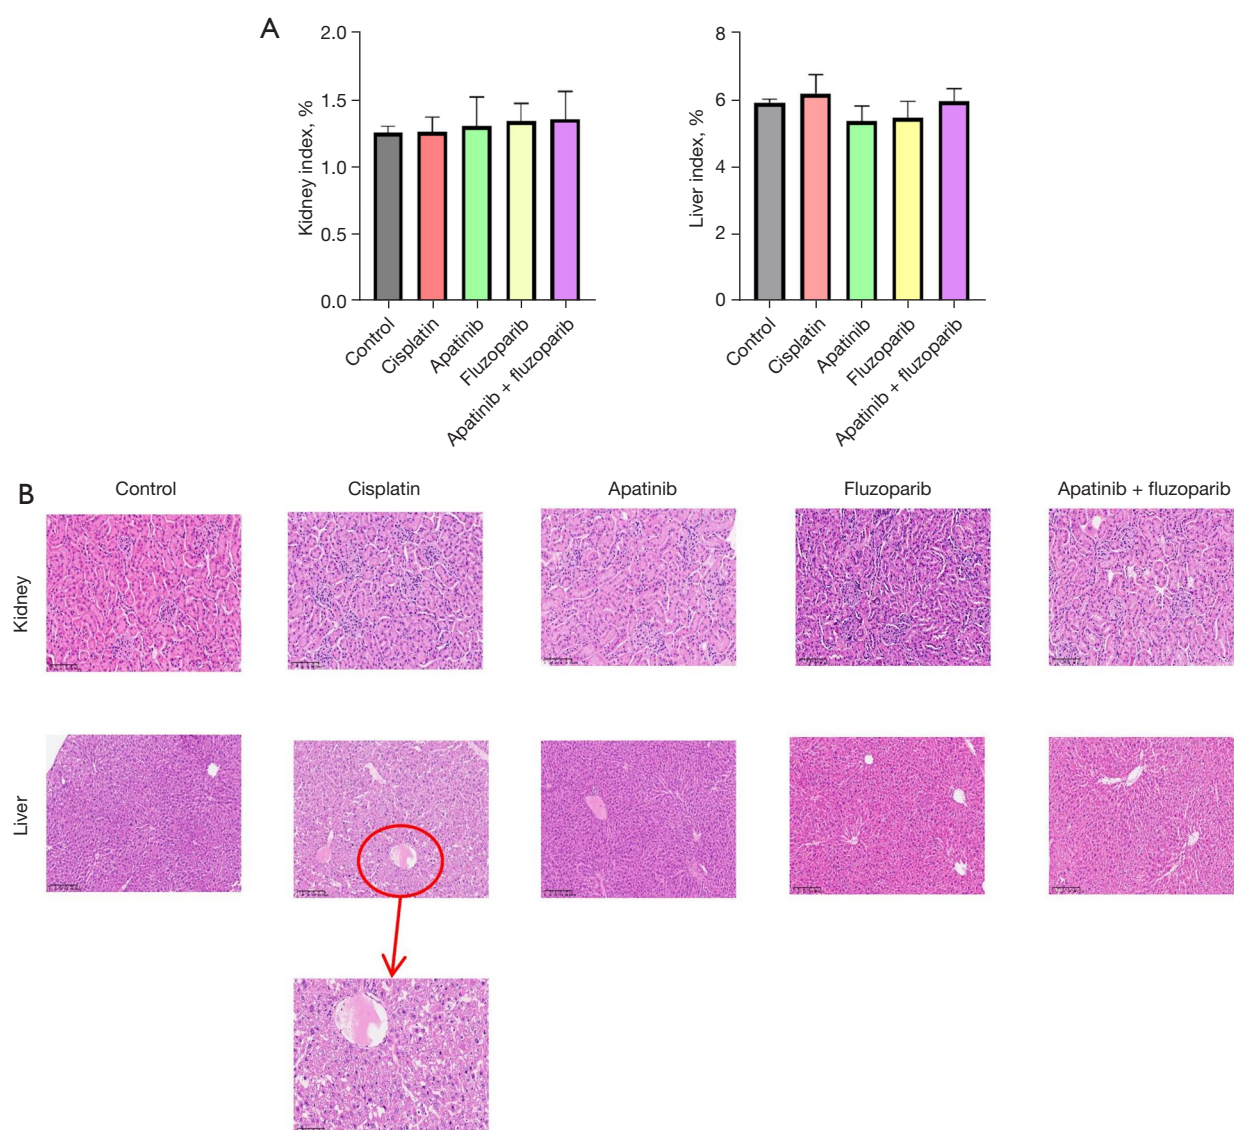 A
Kidney index, %
2.0
1.5
1.0
0.5
0.0
Control
Cisplatin
Apatinib
Fluzoparib
Apatinib + fluzoparib
Liver index, %
8
6
4
2
0
Control
Cisplatin
Apatinib
Fluzoparib
Apatinib + fluzoparib
B
Control
Cisplatin
Apatinib
Fluzoparib
Apatinib + fluzoparib
Kidney
Liver